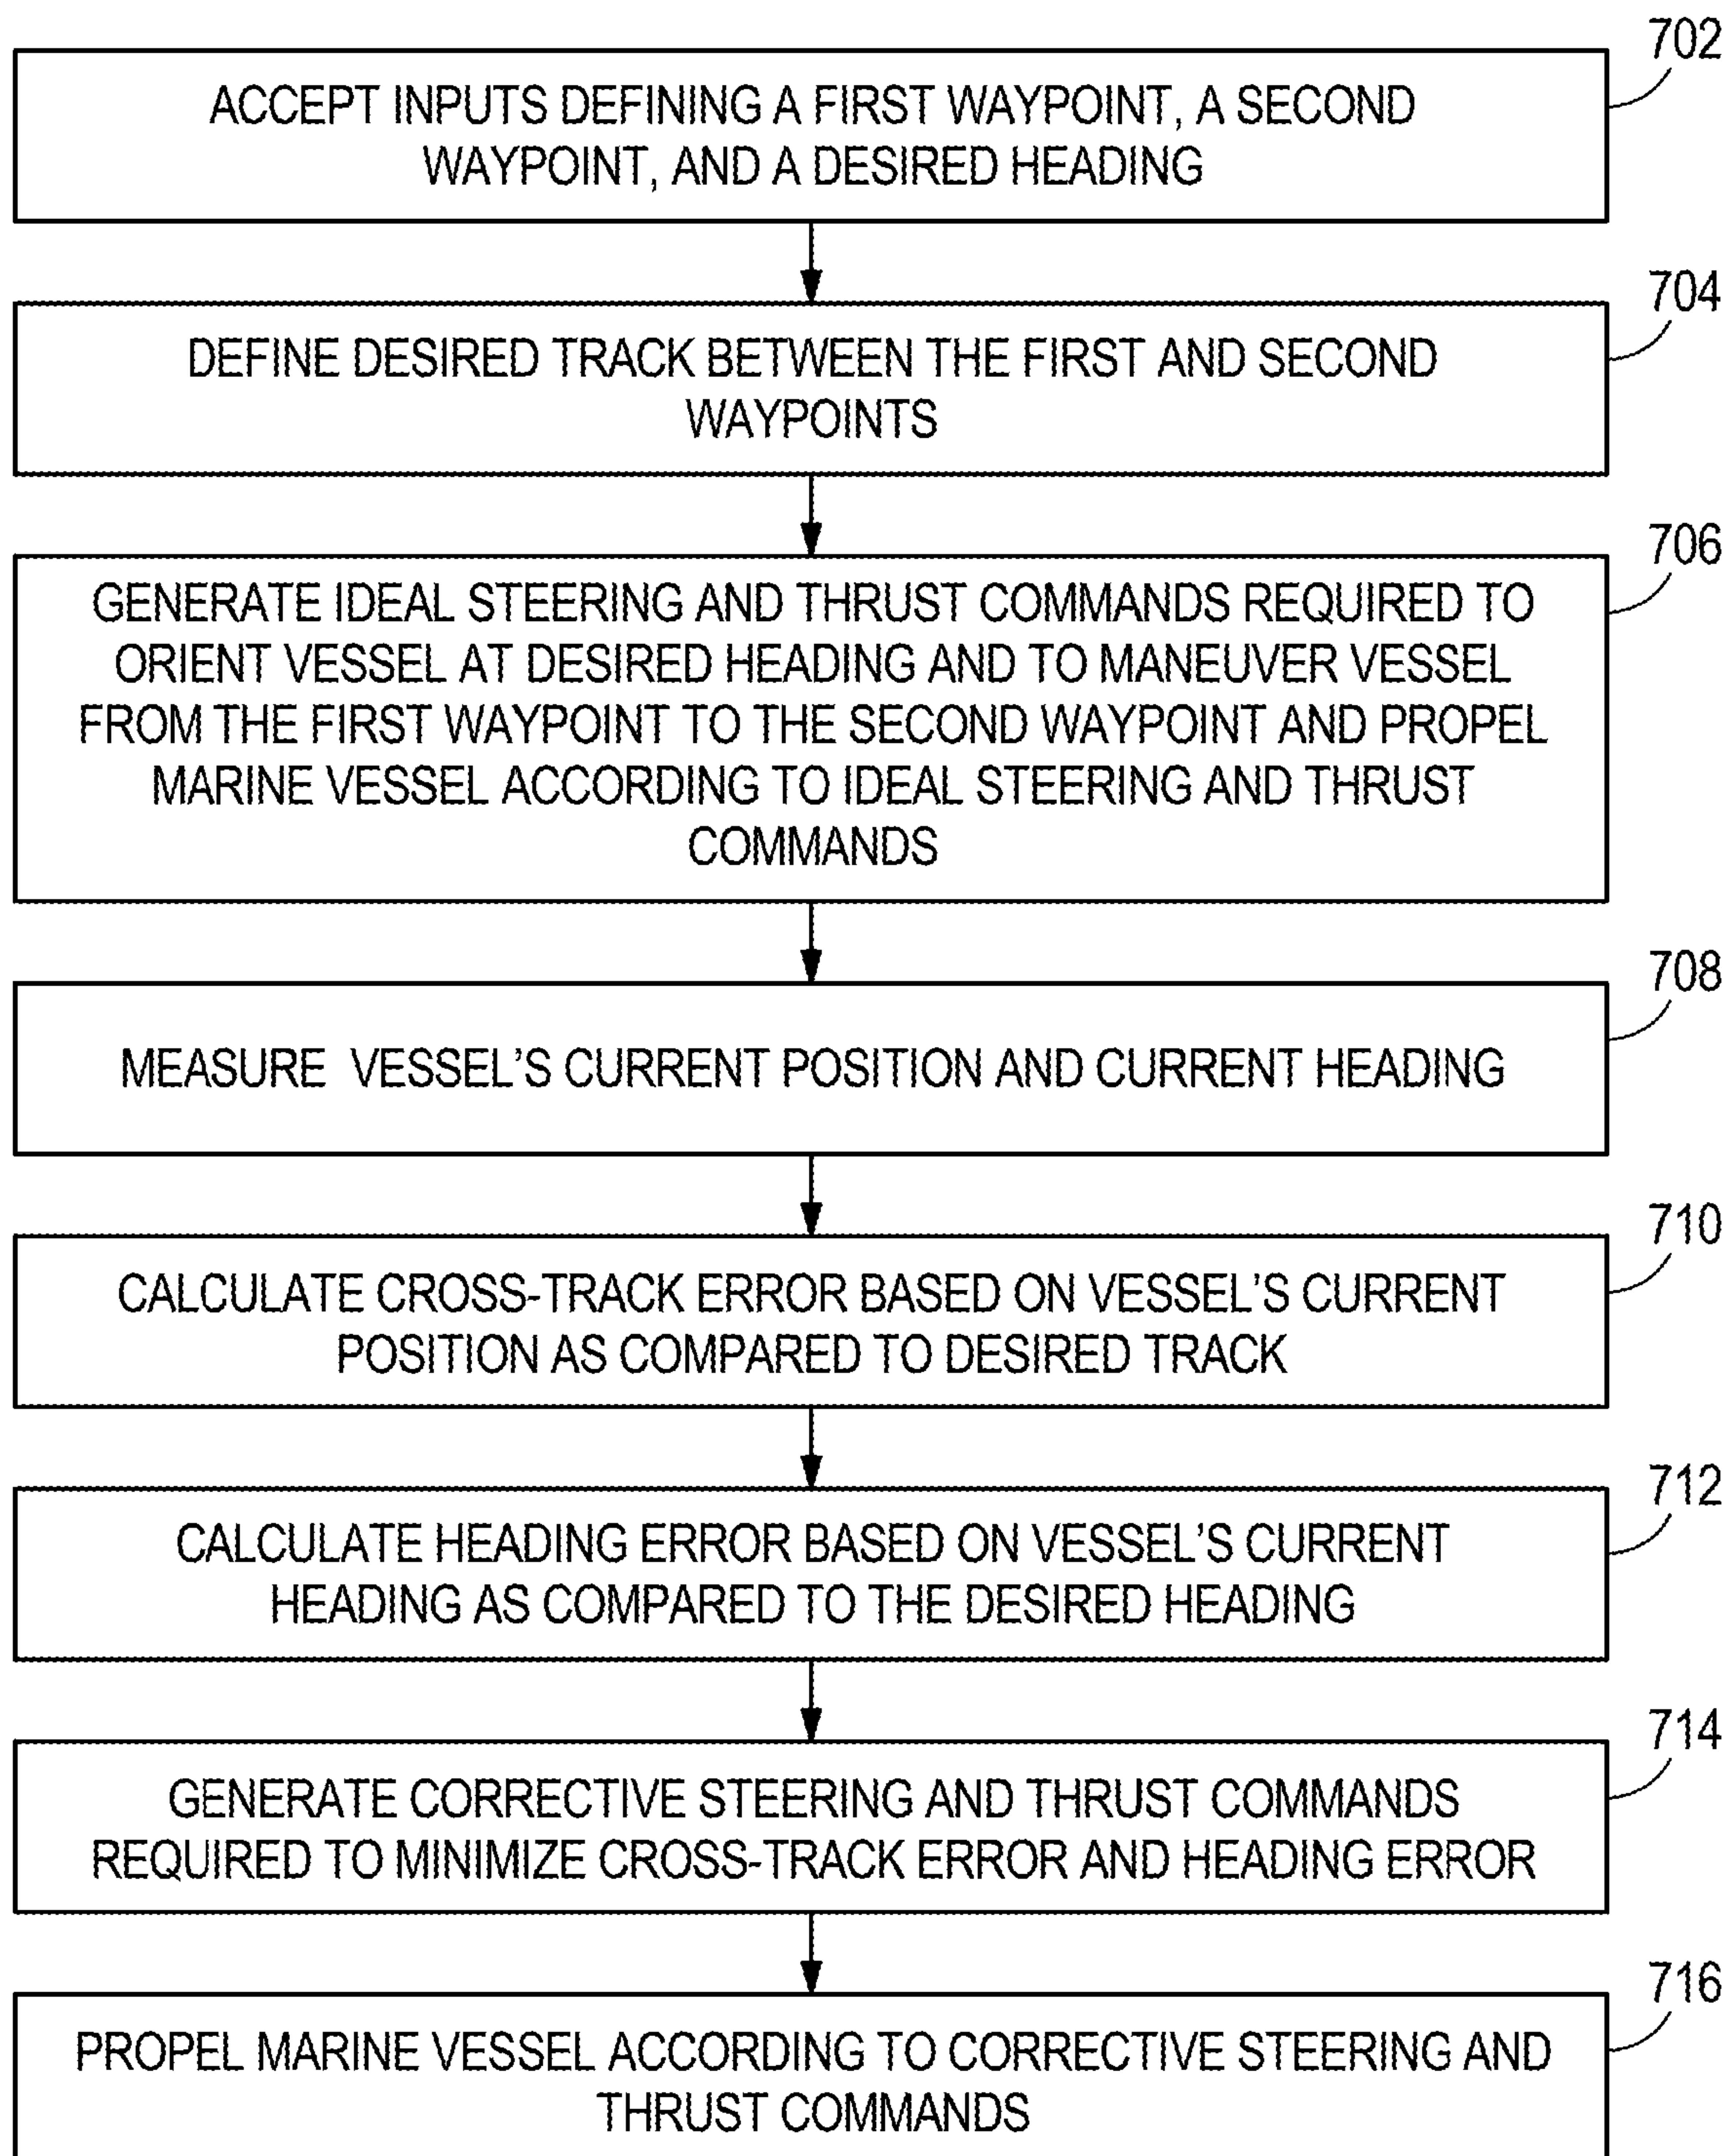 702
ACCEPT INPUTS DEFINING A FIRST WAYPOINT, A SECOND
WAYPOINT, AND A DESIRED HEADING
704
DEFINE DESIRED TRACK BETWEEN THE FIRST AND SECOND
WAYPOINTS
706
GENERATE IDEAL STEERING AND THRUST COMMANDS REQUIRED TO
ORIENT VESSEL AT DESIRED HEADING AND TO MANEUVER VESSEL
FROM THE FIRST WAYPOINT TO THE SECOND WAYPOINT AND PROPEL
MARINE VESSEL ACCORDING TO IDEAL STEERING AND THRUST
COMMANDS
708
MEASURE VESSEL'S CURRENT POSITION AND CURRENT HEADING
710
CALCULATE CROSS-TRACK ERROR BASED ON VESSEL'S CURRENT
POSITION AS COMPARED TO DESIRED TRACK
712
CALCULATE HEADING ERROR BASED ON VESSEL'S CURRENT
HEADING AS COMPARED TO THE DESIRED HEADING
714
GENERATE CORRECTIVE STEERING AND THRUST COMMANDS
REQUIRED TO MINIMIZE CROSS-TRACK ERROR AND HEADING ERROR
716
PROPEL MARINE VESSEL ACCORDING TO CORRECTIVE STEERING AND
THRUST COMMANDS